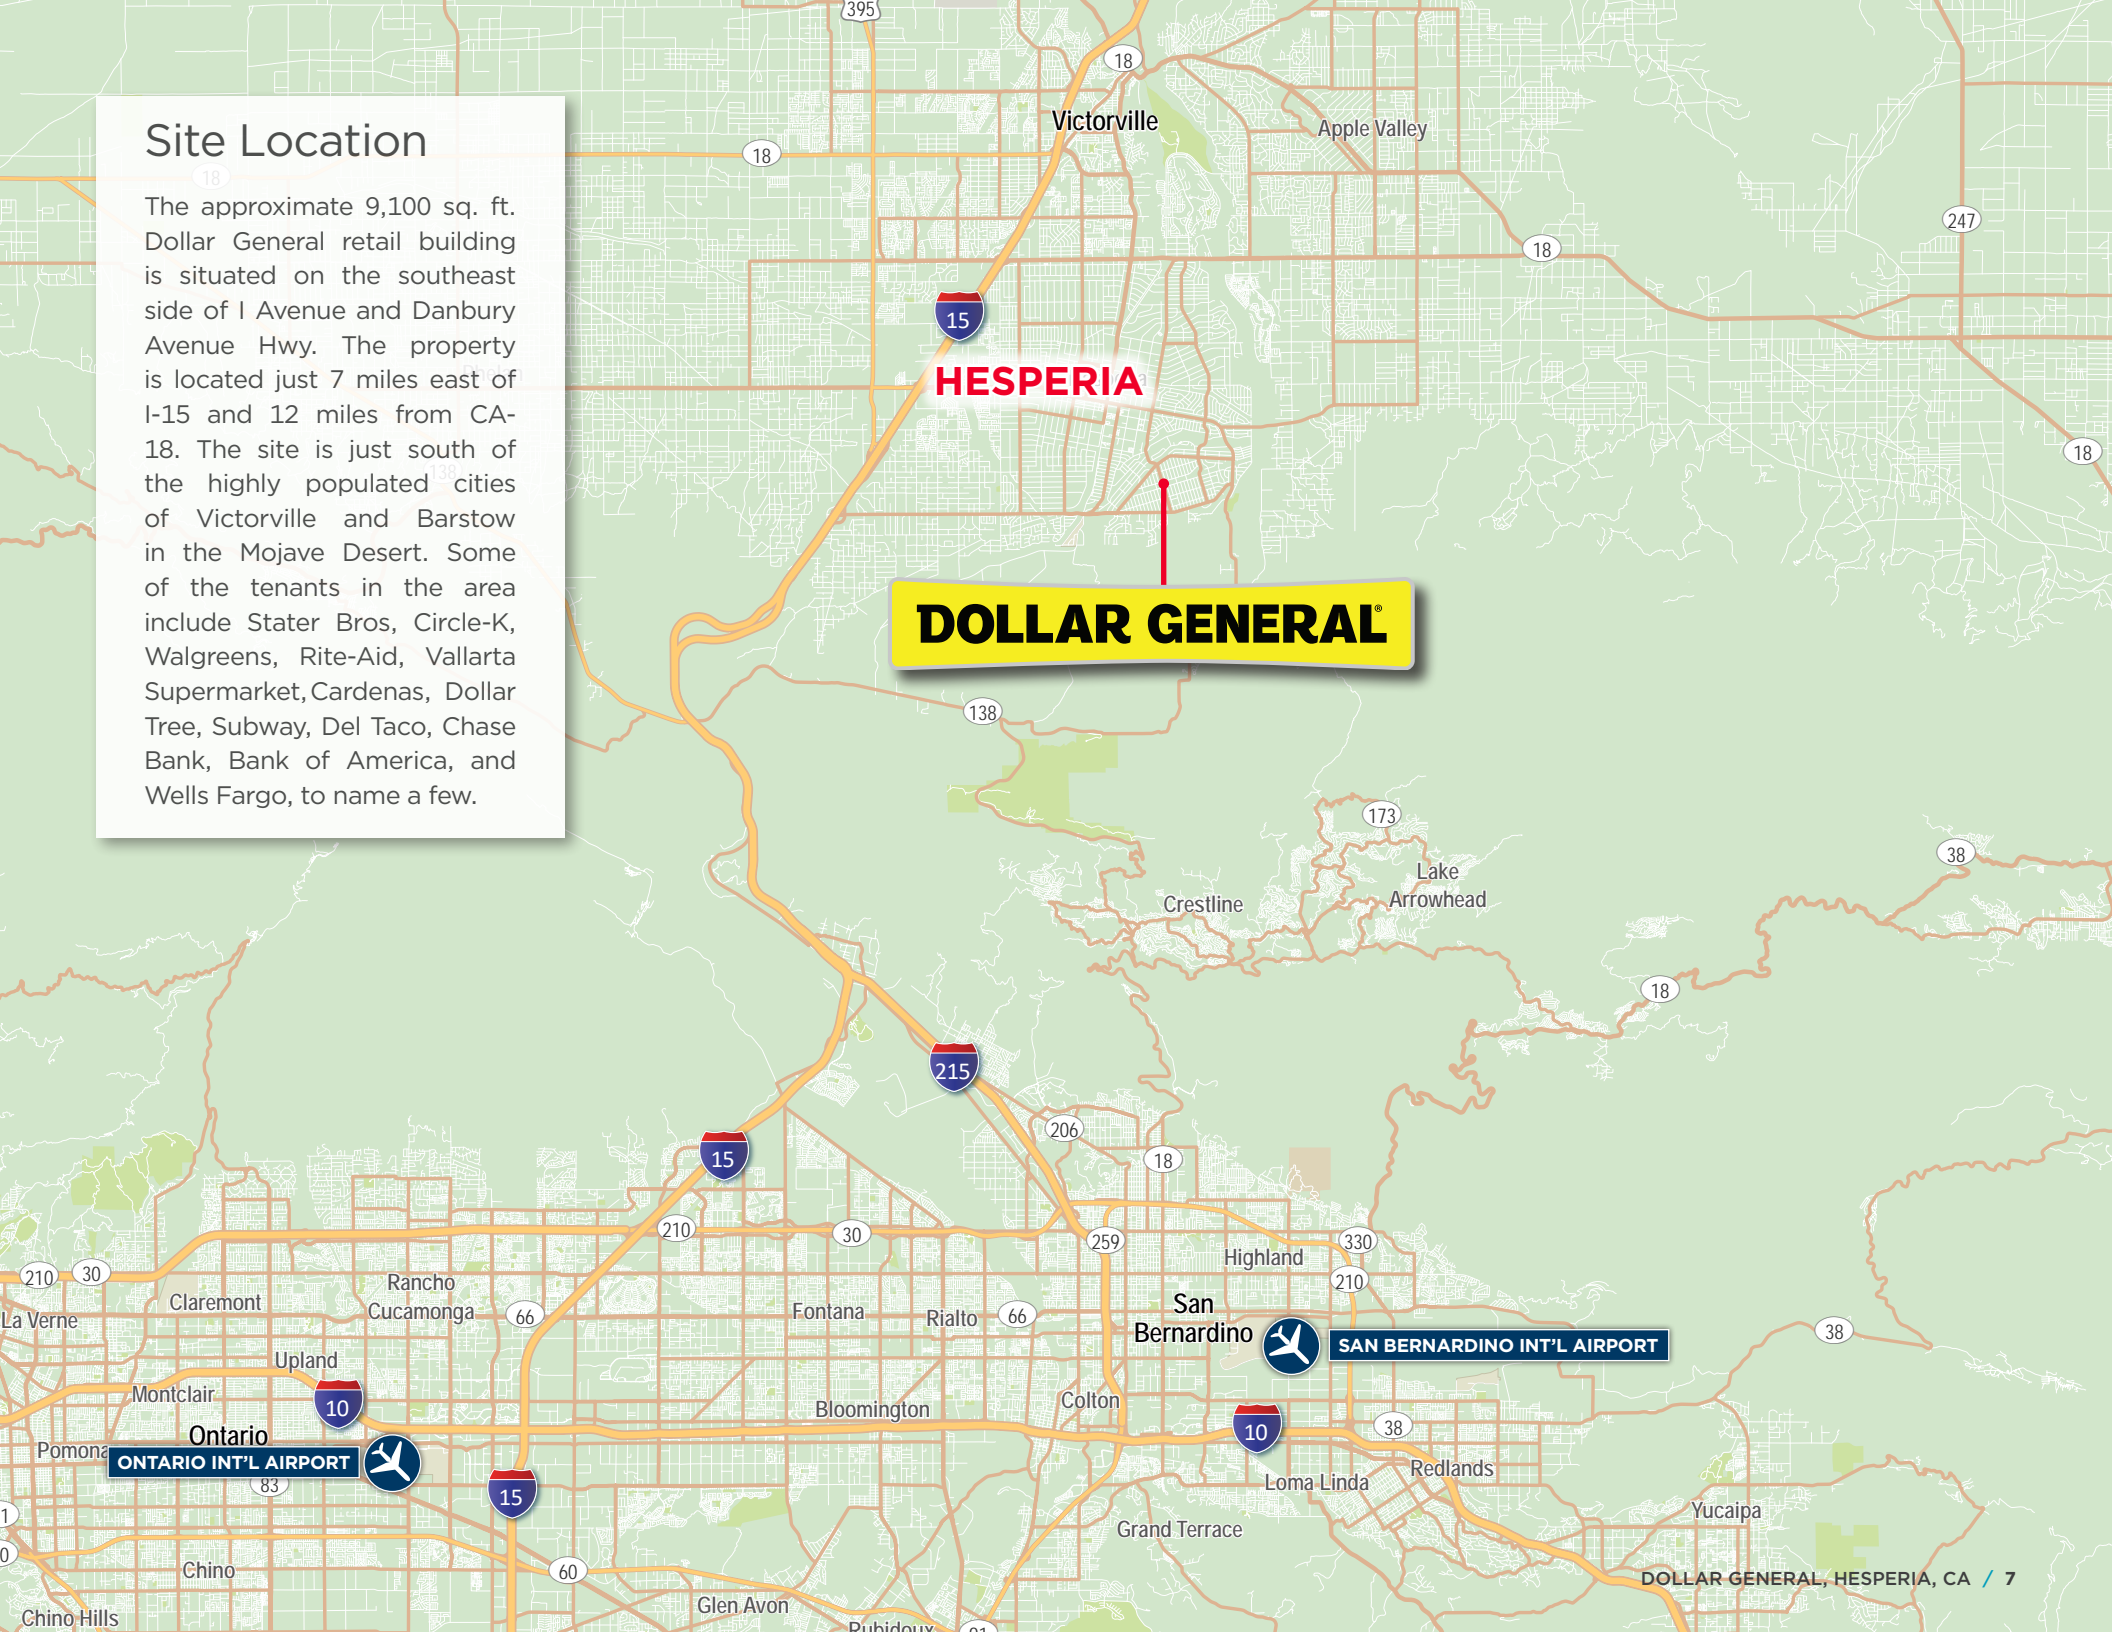 395
18
Victorville
Apple Valley
18
18
247
18
18
15
HESPERIA
Site Location
The approximate 9,100 sq. ft.
Dollar General retail building
is situated on the southeast
side of I Avenue and Danbury
Avenue Hwy. The property
is located just 7 miles east of
I-15 and 12 miles from CA-
18. The site is just south of
the highly populated cities
of Victorville and Barstow
in the Mojave Desert. Some
of the tenants in the area
include Stater Bros, Circle-K,
Walgreens, Rite-Aid, Vallarta
Supermarket, Cardenas, Dollar
Tree, Subway, Del Taco, Chase
Bank, Bank of America, and
Wells Fargo, to name a few.
138
DOLLAR GENERAL®
138
173
Lake
Arrowhead
Crestline
38
18
215
206
18
15
210
30
259
330
Highland
210
210
30
Claremont
La Verne
Rancho
Cucamonga
66
Fontana
Rialto
66
San
Bernardino
SAN BERNARDINO INT'L AIRPORT
38
Upland
Montclair
10
Bloomington
Colton
10
38
Ontario
Pomona
ONTARIO INT'L AIRPORT
83
15
Loma Linda
Redlands
Yucaipa
Grand Terrace
1
0
Chino
60
Glen Avon
Chino Hills
Rubidoux
91
DOLLAR GENERAL, HESPERIA, CA / 7